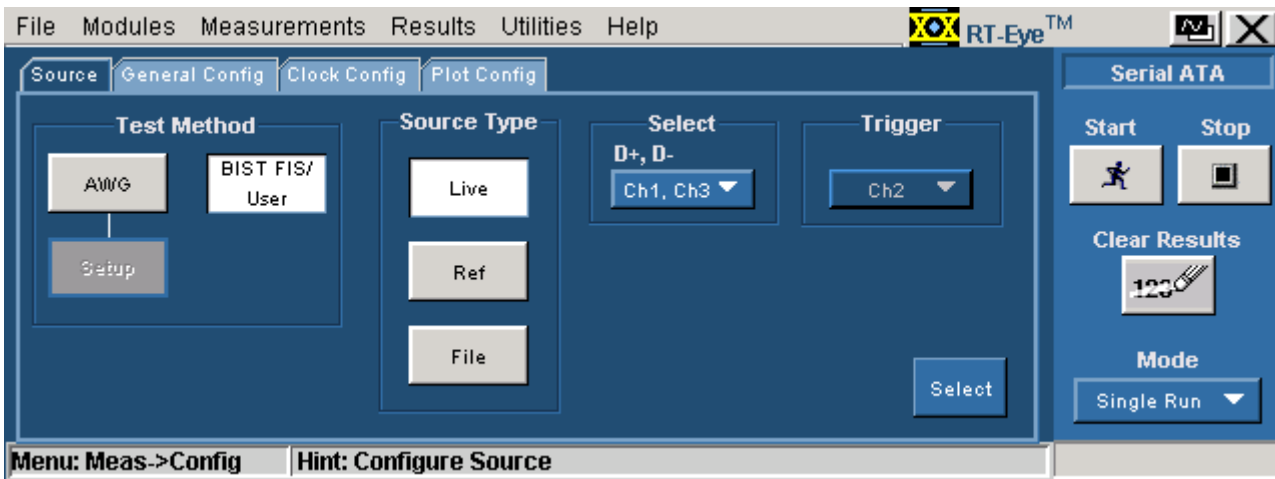 File Modules Measurements Results Utilities Help RT-Eye™
Source General Config Clock Config Plot Config
Serial ATA
Test Method
AWG
BIST FIS/
User
Setup
Source Type
Live
Ref
File
Select
D+, D-
Ch1, Ch3
Trigger
Ch2
Select
Start Stop
Clear Results
123
Mode
Single Run
Menu: Meas->Config Hint: Configure Source